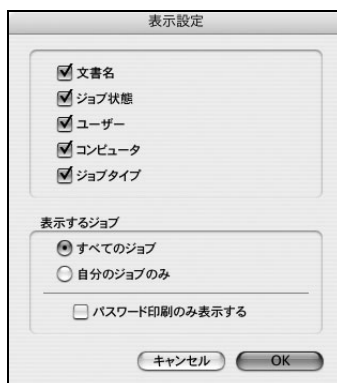 表示設定
文書名
ジョブ状態
ユーザー
コンピュータ
ジョブタイプ
表示するジョブ
すべてのジョブ
自分のジョブのみ
パスワード印刷のみ表示する
キャンセル OK